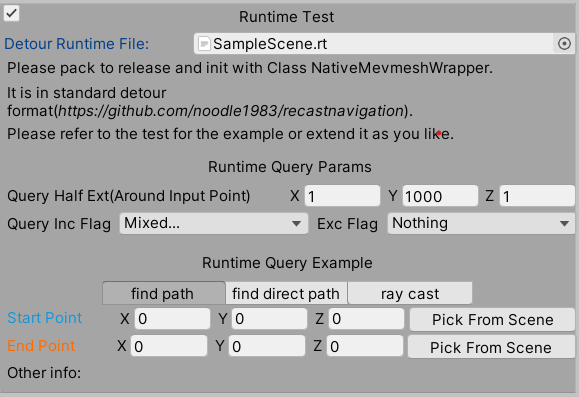 Runtime Test
Detour Runtime File: SampleScene.rt
Please pack to release and init with Class NativeMevmeshWrapper.
It is in standard detour
format(https://github.com/noodle1983/recastnavigation).
Please refer to the test for the example or extend it as you like.
Runtime Query Params
Query Half Ext(Around Input Point) X 1 Y 1000 Z 1
Query Inc Flag Mixed... Exc Flag Nothing
Runtime Query Example
find path find direct path ray cast
Start Point X 0 Y 0 Z 0 Pick From Scene
End Point X 0 Y 0 Z 0 Pick From Scene
Other info: